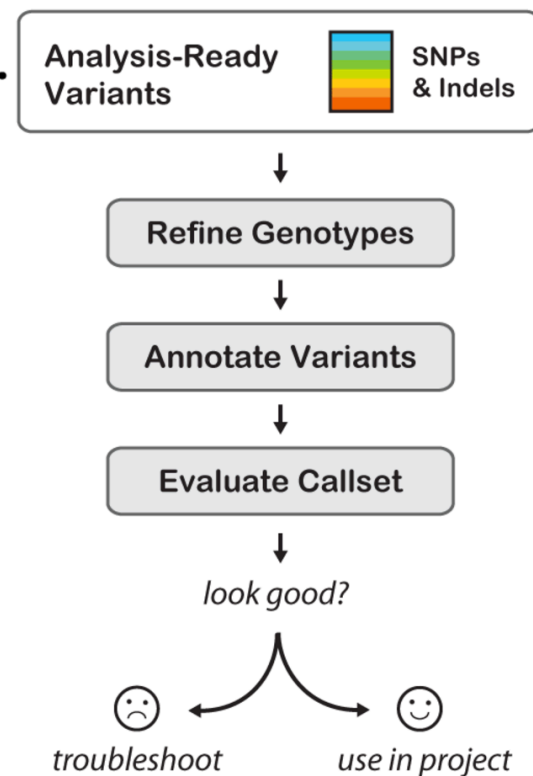 Analysis-Ready
Variants
SNPs
& Indels
Refine Genotypes
Annotate Variants
Evaluate Callset
look good?
troubleshoot
use in project